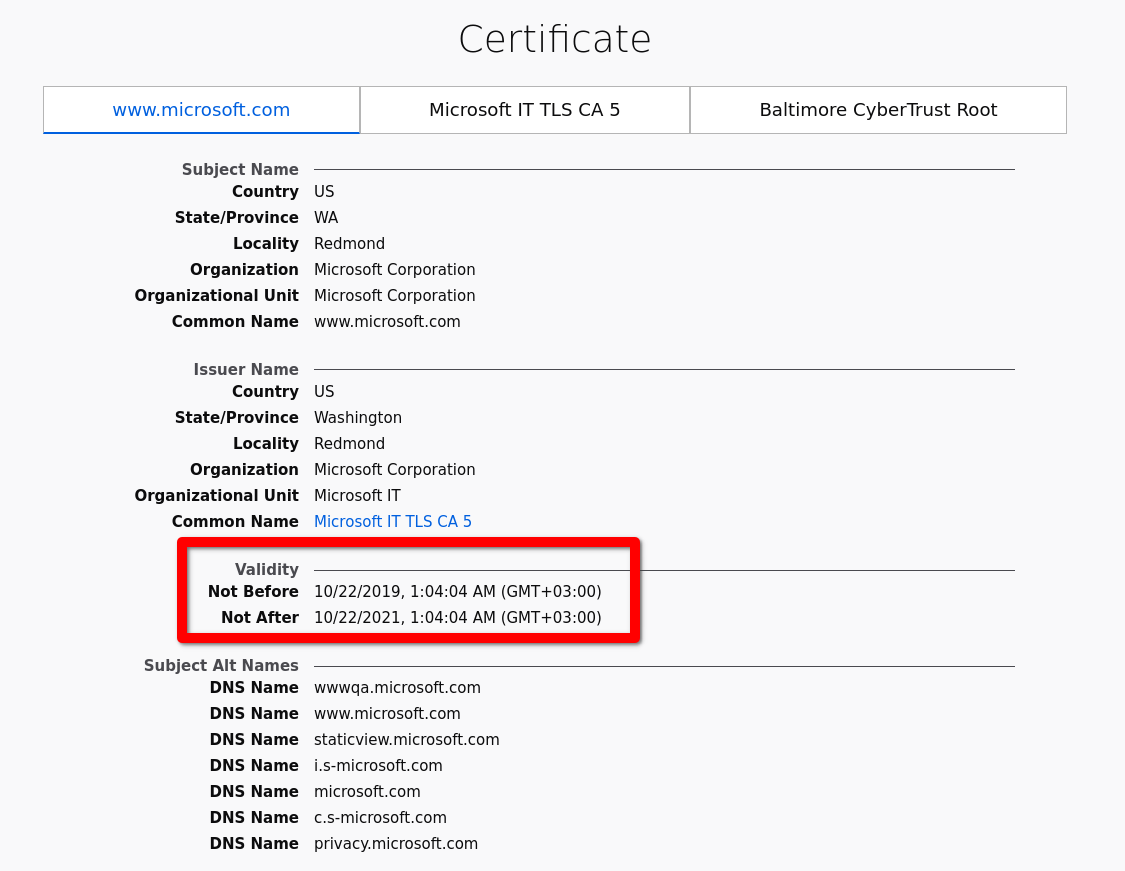 Certificate
www.microsoft.com Microsoft IT TLS CA 5 Baltimore CyberTrust Root
Subject Name
Country US
State/Province WA
Locality Redmond
Organization Microsoft Corporation
Organizational Unit Microsoft Corporation
Common Name www.microsoft.com
Issuer Name
Country US
State/Province Washington
Locality Redmond
Organization Microsoft Corporation
Organizational Unit Microsoft IT
Common Name Microsoft IT TLS CA 5
Validity
Not Before 10/22/2019, 1:04:04 AM (GMT+03:00)
Not After 10/22/2021, 1:04:04 AM (GMT+03:00)
Subject Alt Names
DNS Name wwwqa.microsoft.com
DNS Name www.microsoft.com
DNS Name staticview.microsoft.com
DNS Name i.s-microsoft.com
DNS Name microsoft.com
DNS Name c.s-microsoft.com
DNS Name privacy.microsoft.com